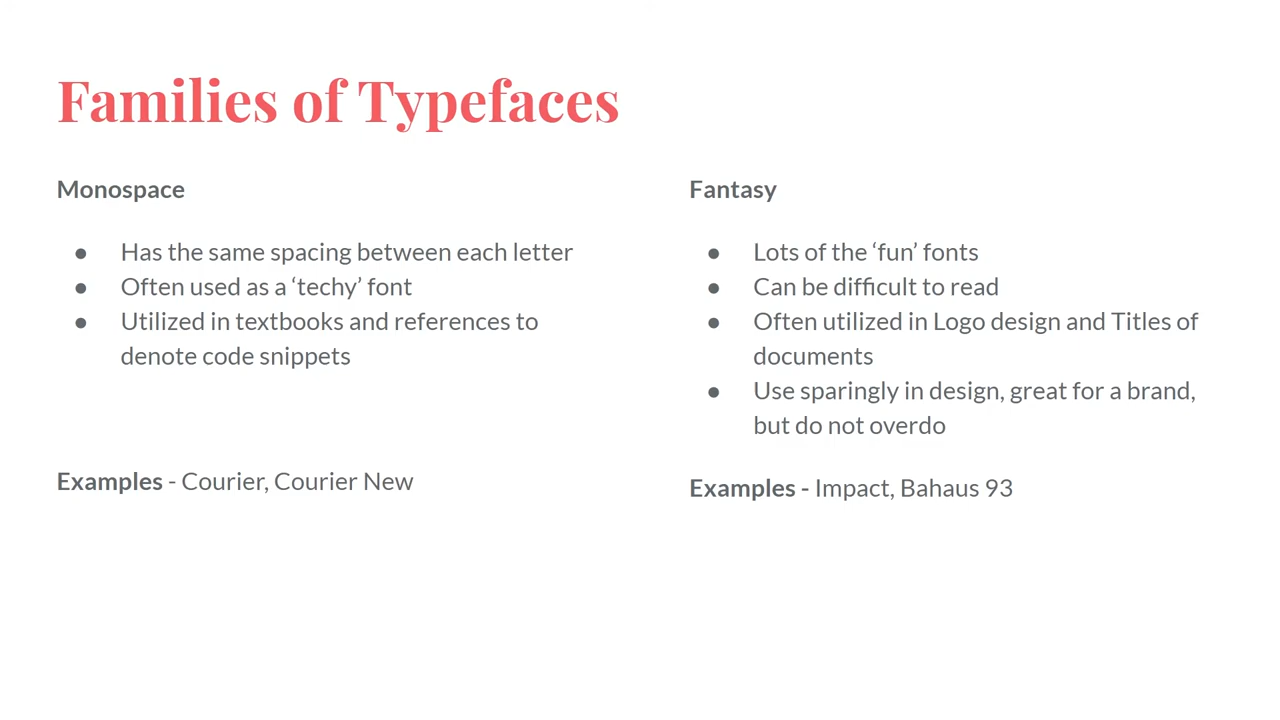 Families of Typefaces
Monospace
● Has the same spacing between each letter
● Often used as a ‘techy’ font
● Utilized in textbooks and references to
denote code snippets
Examples - Courier, Courier New
Fantasy
● Lots of the ‘fun’ fonts
● Can be difficult to read
● Often utilized in Logo design and Titles of
documents
● Use sparingly in design, great for a brand,
but do not overdo
Examples - Impact, Bahaus 93